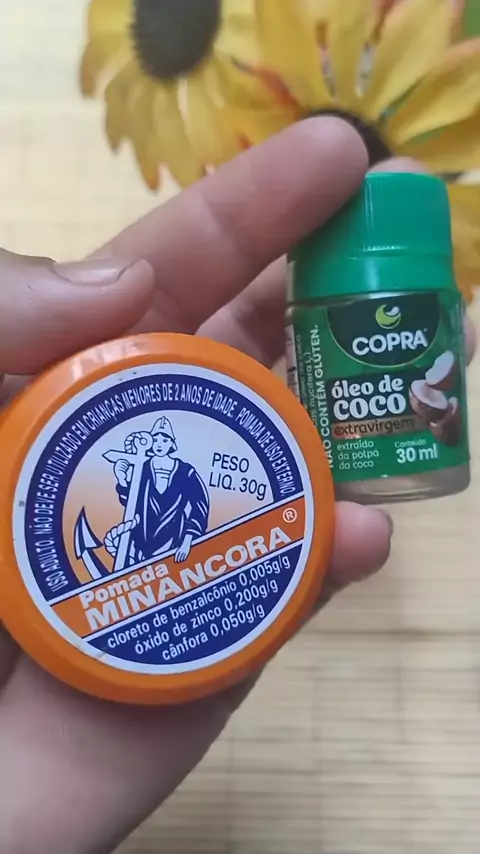 USO ADULTO. NÃO DEVE SER UTILIZADO EM CRIANÇAS MENORES DE 2 ANOS DE IDADE. POMADA DE USO EXTERNO.
PESO
LIQ. 30g
Pomada
MINANCORA®
cloreto de benzalcônio 0,005g/g
óxido de zinco 0,200g/g
cânfora 0,050g/g
COPRA
óleo de
COCO
extravirgem
extraído
da polpa
do coco
Conteúdo
30 ml
NÃO CONTÉM GLÚTEN.